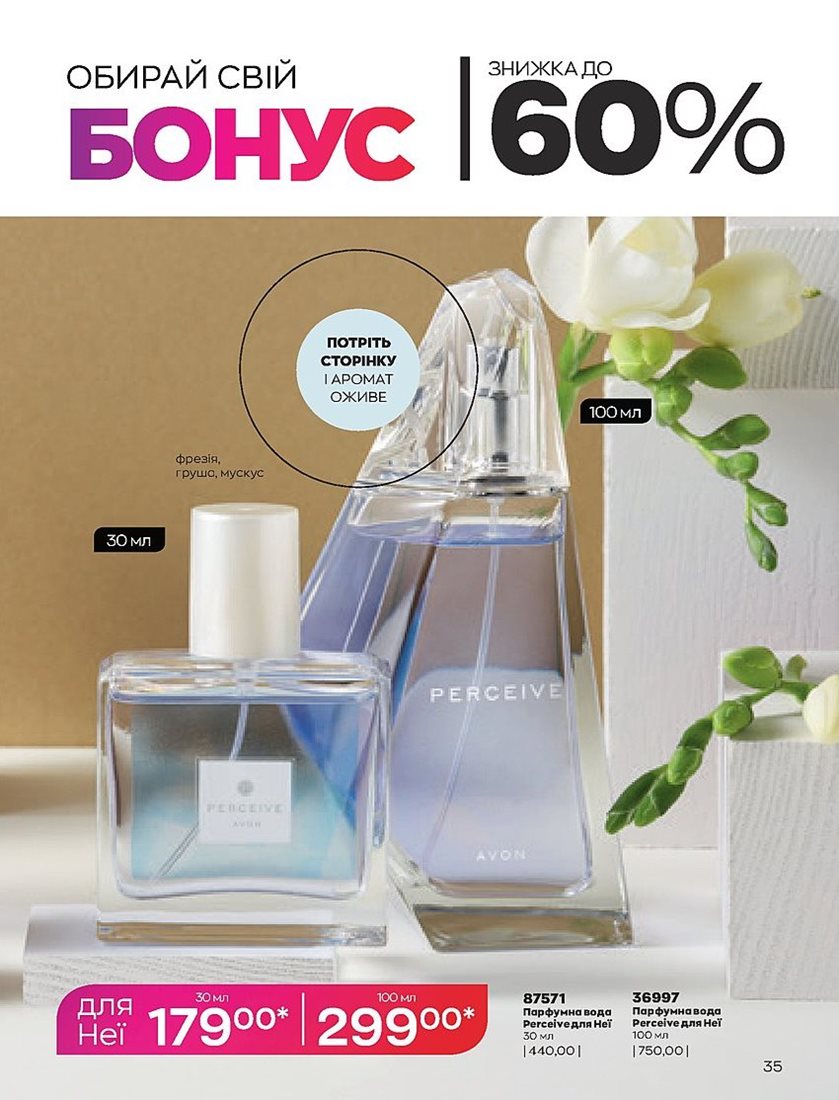 ОБИРАЙ СВІЙ
БОНУС
ЗНИЖКА ДО
60%
ПОТРІТЬ
СТОРІНКУ
І АРОМАТ
ОЖИВЕ
100 мл
фрезія,
груша, мускус
30 мл
PERCEIVE
AVON
PERCEIVE
AVON
для
Неї
30 мл
179⁰⁰*
100 мл
299⁰⁰*
87571
Парфумна вода
Perceive для Неї
30 мл
|440,00|
36997
Парфумна вода
Perceive для Неї
100 мл
|750,00|
35